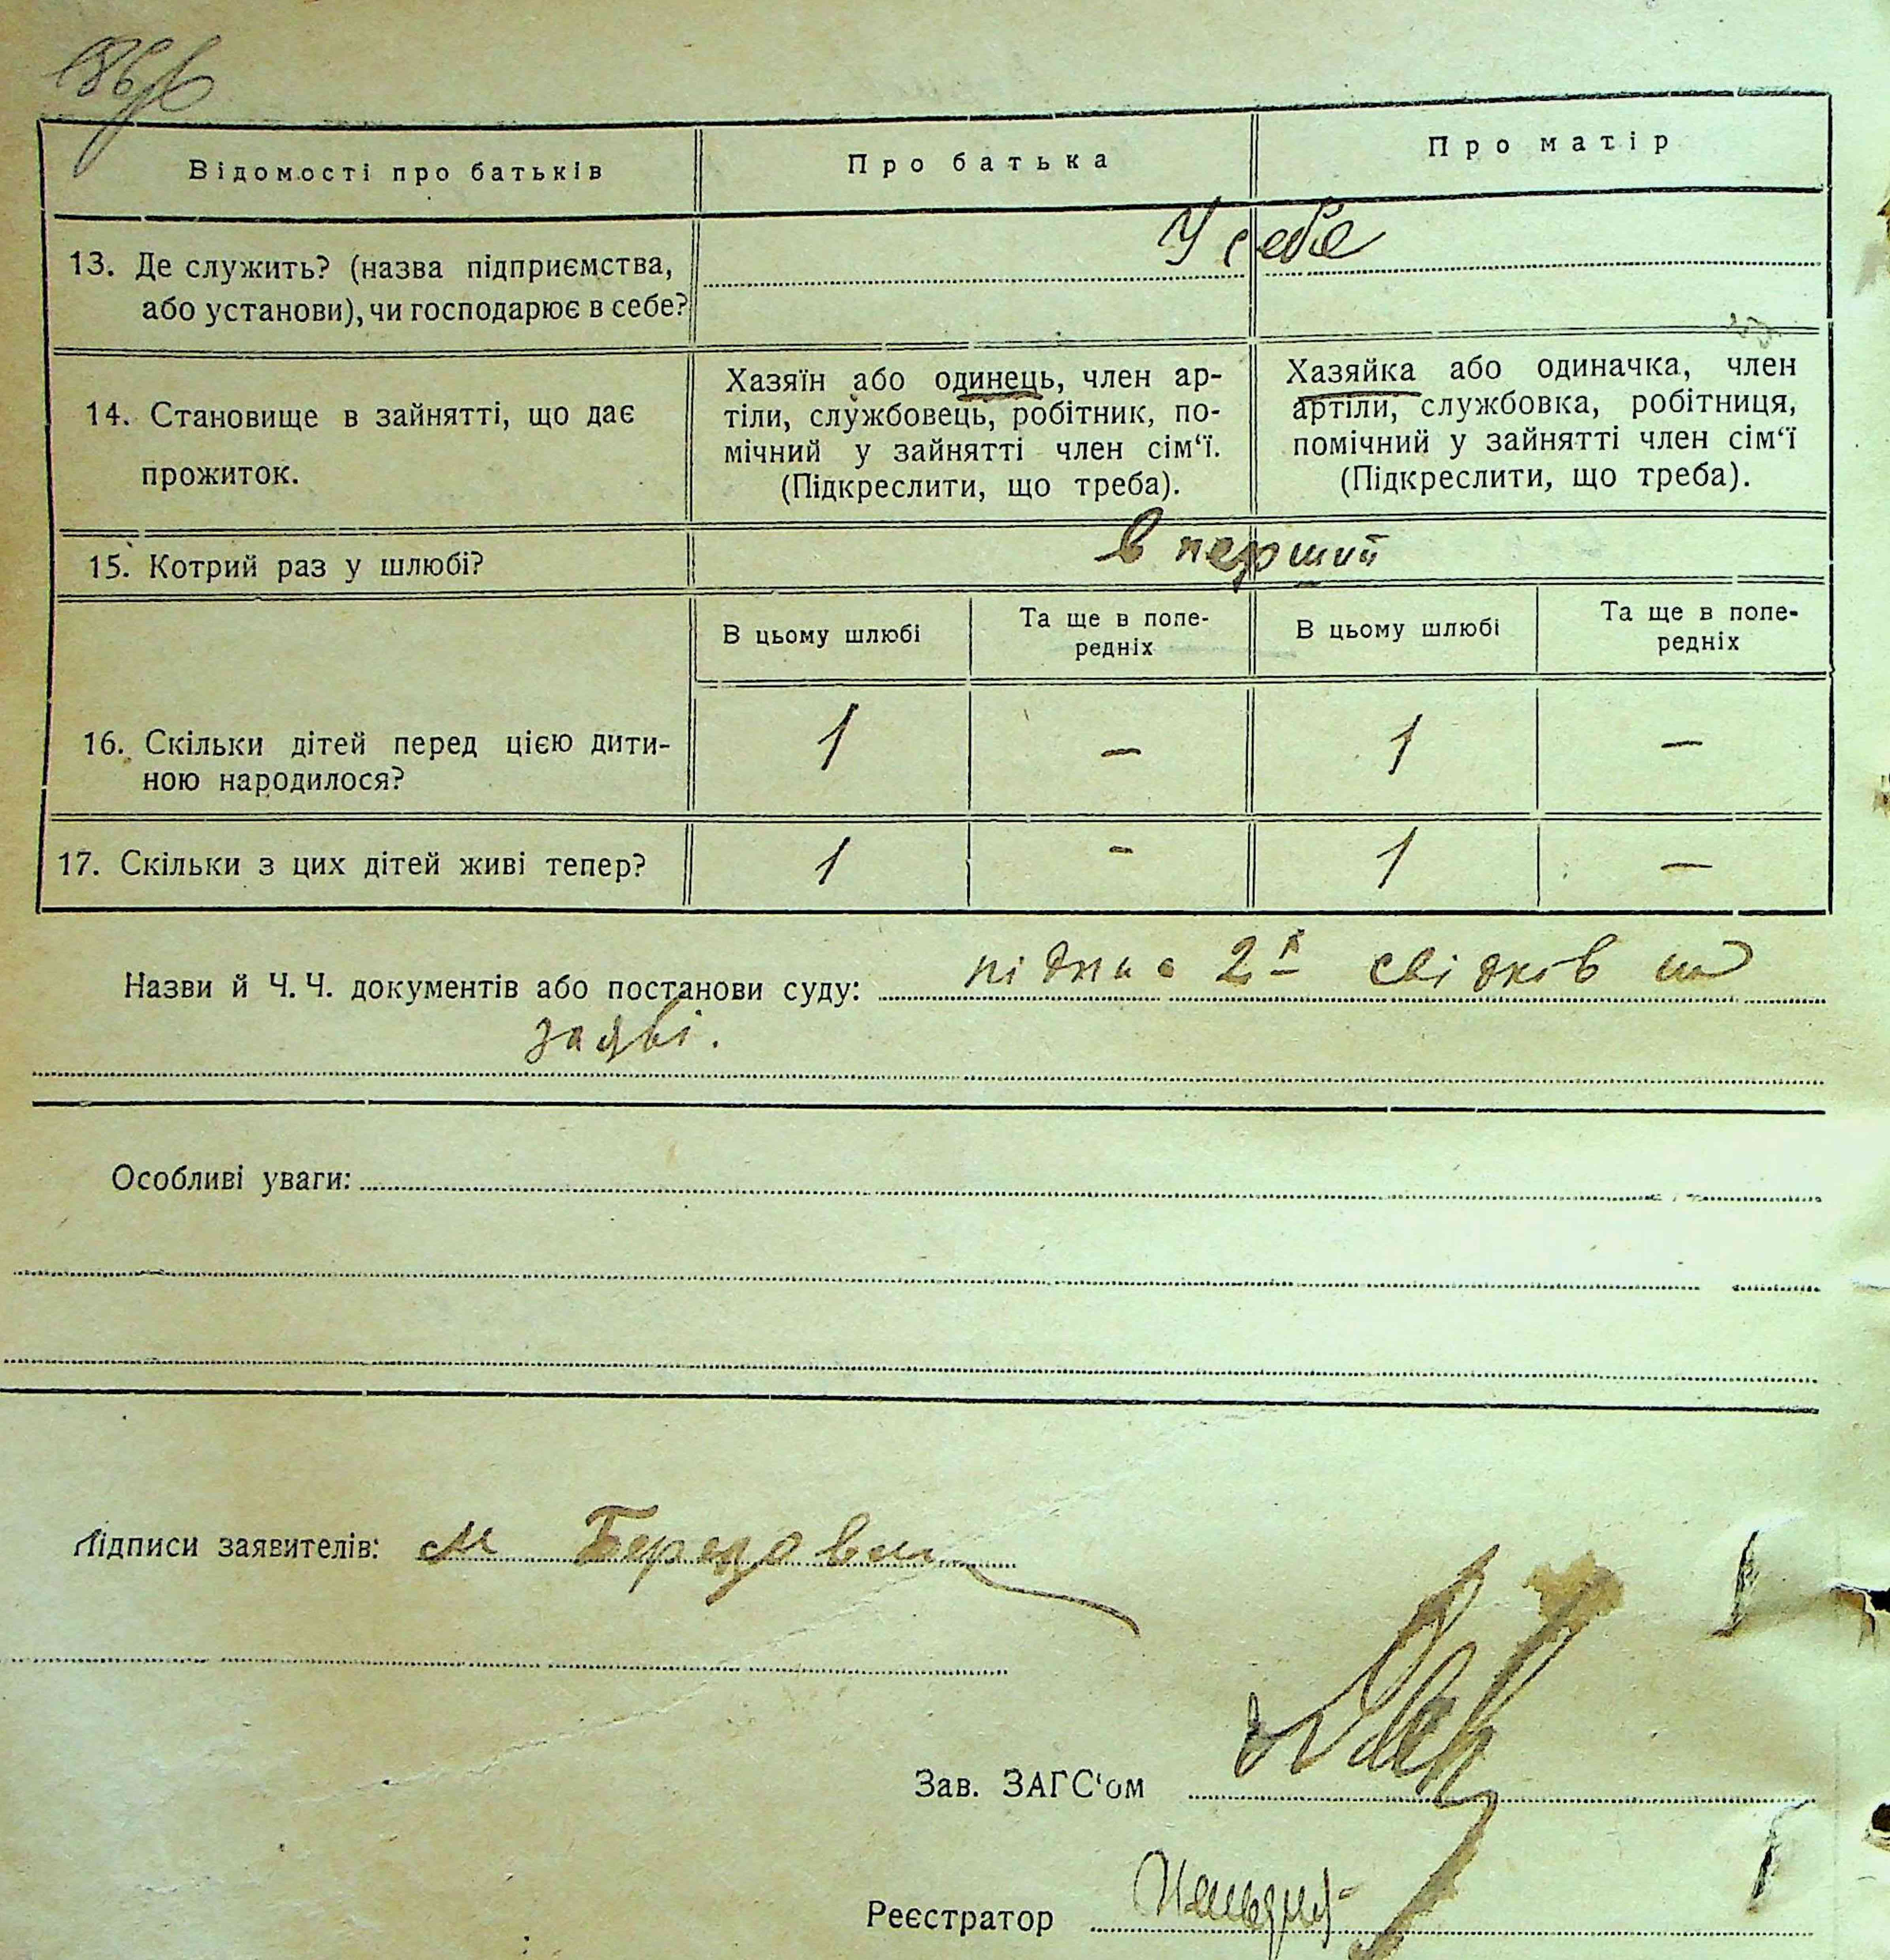 Відомості про батьків
Про батька
Про матір
13. Де служить? (назва підприємства,
або установи), чи господарює в себе?
У себе
14. Становище в зайнятті, що дає
прожиток.
Хазяїн або одинець, член ар-
тіли, службовець, робітник, по-
мічний у зайнятті член сім‘ї.
(Підкреслити, що треба).
Хазяйка або одиначка, член
артіли, службовка, робітниця,
помічний у зайнятті член сім‘ї
(Підкреслити, що треба).
15. Котрий раз у шлюбі?
в перший
В цьому шлюбі
Та ще в попе-
редніх
В цьому шлюбі
Та ще в попе-
редніх
16. Скільки дітей перед цією дити-
ною народилося?
1 — 1 —
17. Скільки з цих дітей живі тепер?
1 - 1 —
Назви й Ч. Ч. документів або постанови суду: підпис 2х свідків на
заяві.
Особливі уваги:
Підписи заявителів: М
Зав. ЗАГС‘ом
Реєстратор